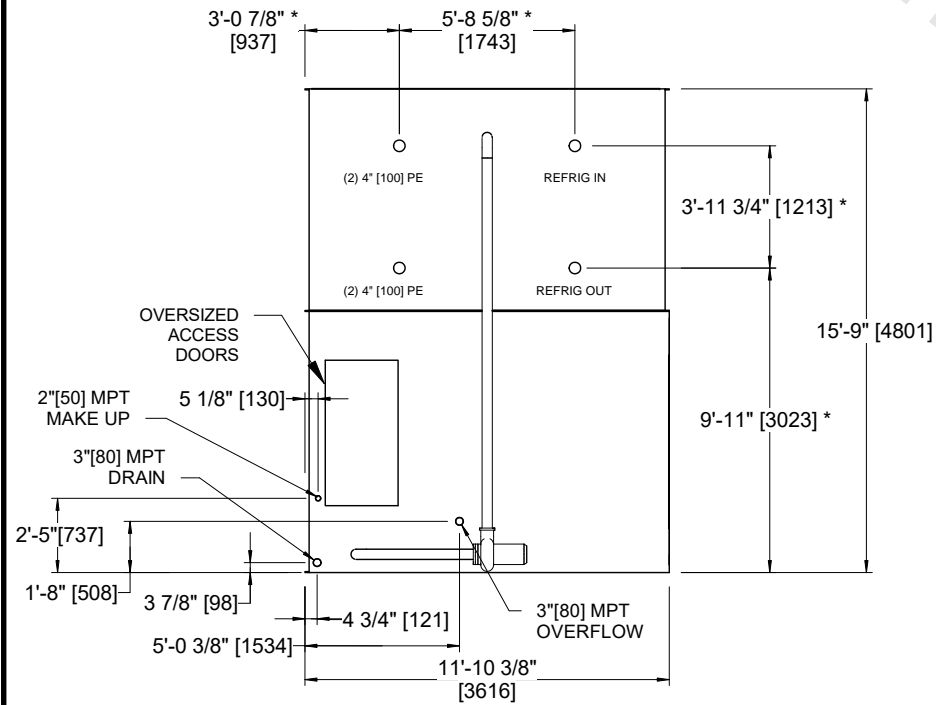 3'-0 7/8" *
[937]
5'-8 5/8" *
[1743]
(2) 4" [100] PE
REFRIG IN
3'-11 3/4" [1213] *
(2) 4" [100] PE
REFRIG OUT
OVERSIZED
ACCESS
DOORS
15'-9" [4801]
5 1/8" [130]
2"[50] MPT
MAKE UP
9'-11" [3023] *
3"[80] MPT
DRAIN
2'-5"[737]
1'-8" [508]
3 7/8" [98]
4 3/4" [121]
3"[80] MPT
OVERFLOW
5'-0 3/8" [1534]
11'-10 3/8"
[3616]